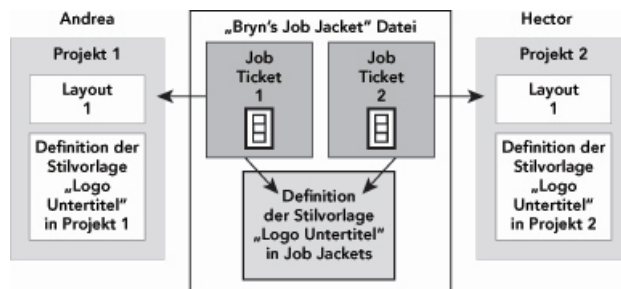 Andrea
Projekt 1
Layout
1
Definition der
Stilvorlage
„Logo
Untertitel"
in Projekt 1
„Bryn's Job Jacket" Datei
Job
Ticket
1
Job
Ticket
2
Definition
der Stilvorlage
„Logo Untertitel"
in Job Jackets
Hector
Projekt 2
Layout
1
Definition der
Stilvorlage
„Logo
Untertitel"
in Projekt 2